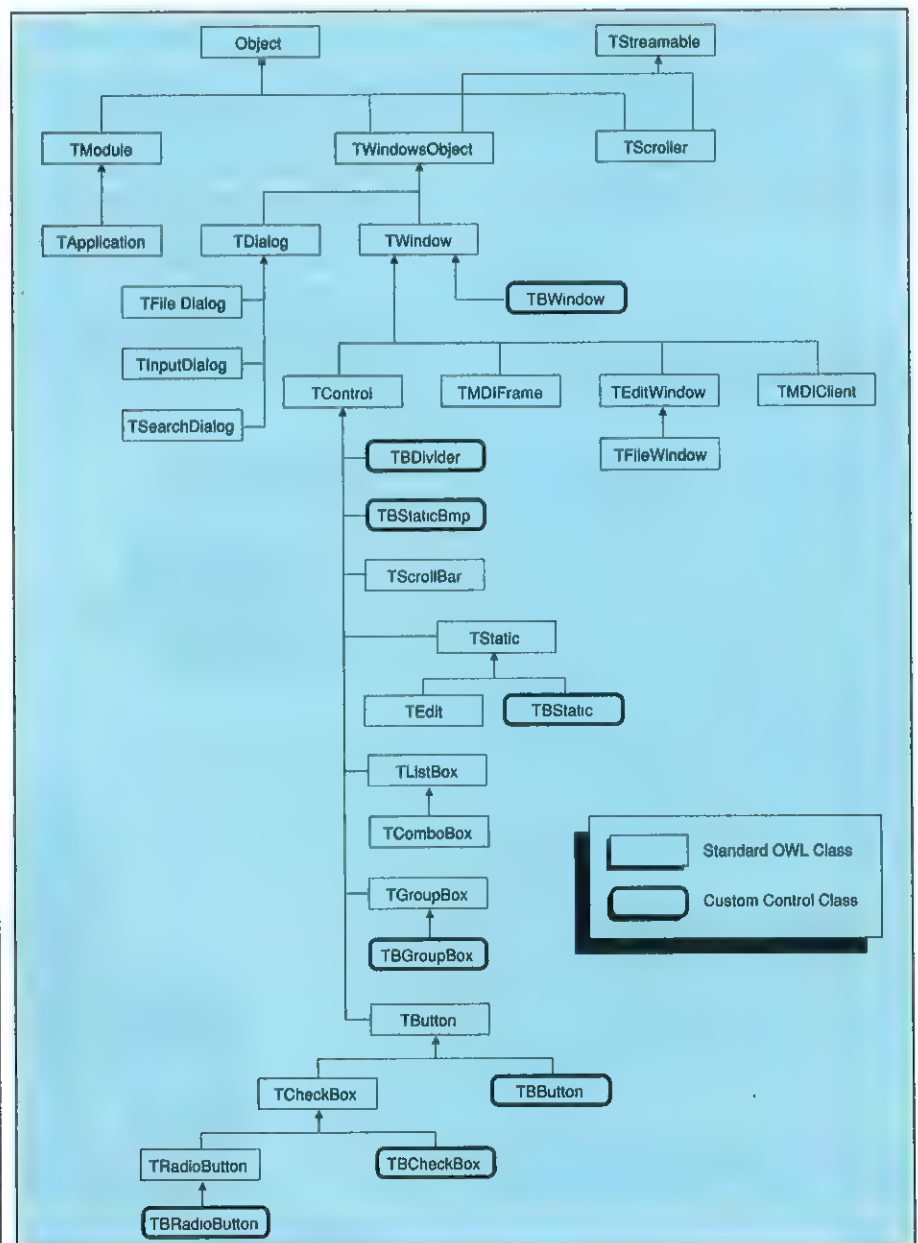 Object
TStreamable
TModule
TWindowsObject
TScroller
TApplication
TDialog
TWindow
TFile Dialog
TBWindow
TInputDialog
TControl
TMDIFrame
TEditWindow
TMDIClient
TSearchDialog
TBDivider
TFileWindow
TBStaticBmp
TScrollBar
TStatic
TEdit
TBStatic
TListBox
TComboBox
Standard OWL Class
TGroupBox
Custom Control Class
TBGroupBox
TButton
TCheckBox
TBButton
TRadioButton
TBCheckBox
TBRadioButton